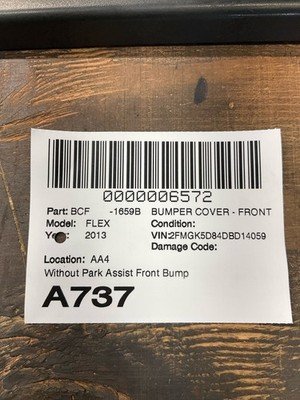 0000006572
Part: BCF -1659B BUMPER COVER - FRONT
Model: FLEX Condition:
2013 VIN:2FMGK5D84DBD14059
Damage Code:
Location: AA4
Without Park Assist Front Bump
A737